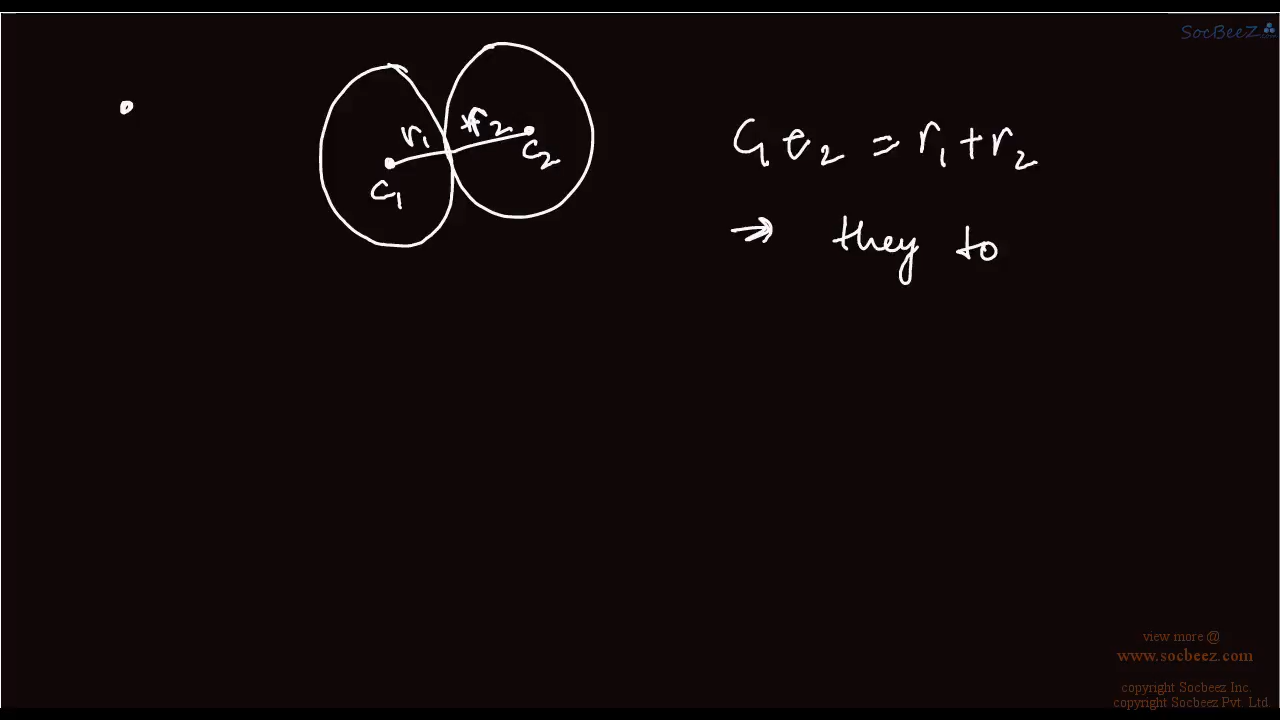 SocBeeZ
r₁ r₂
C₁ C₂
C₁C₂ = r₁+r₂
⇒ they to
view more @
www.socbeez.com
copyright Socbeez Inc.
copyright Socbeez Pvt. Ltd.